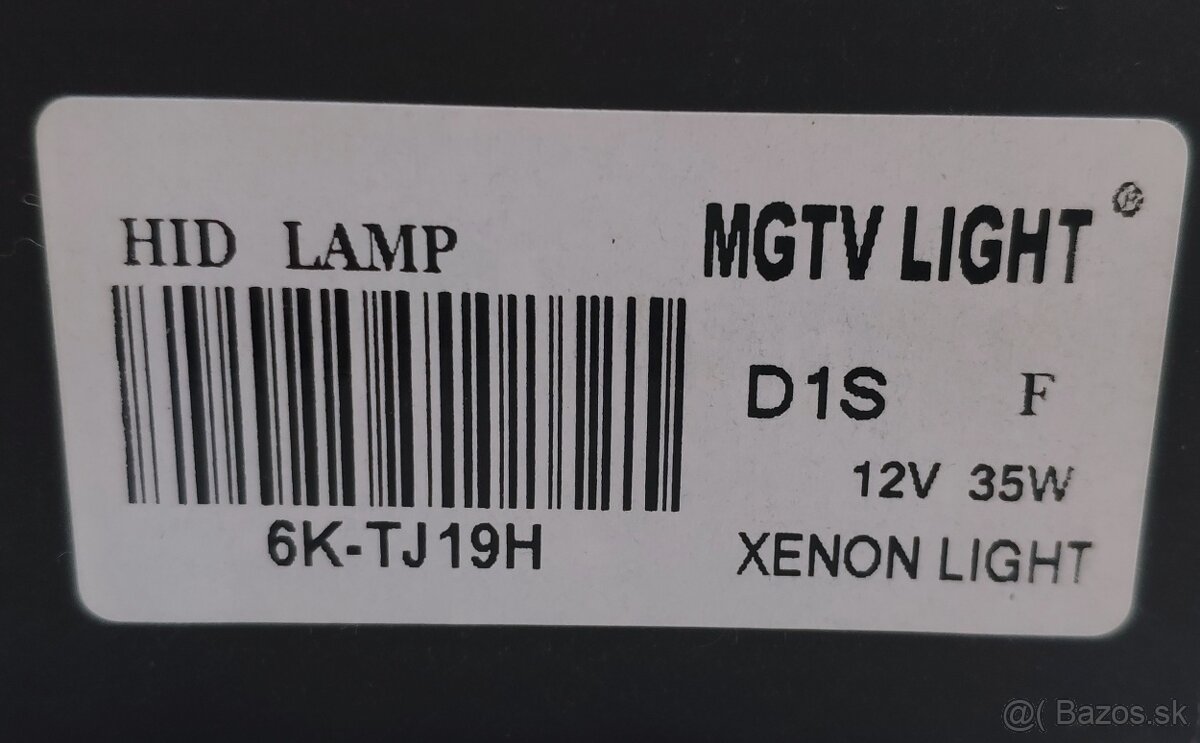 HID LAMP
6K-TJ19H
MGTV LIGHT®
D1S F
12V 35W
XENON LIGHT
@( Bazos.sk